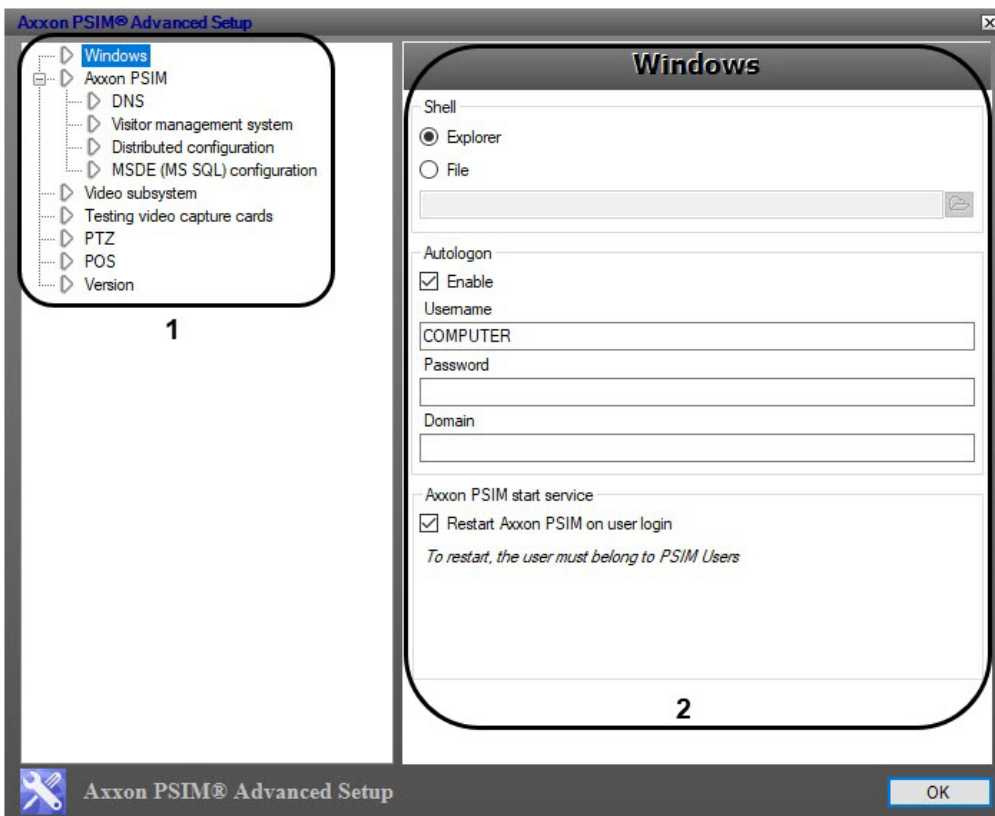 Axxon PSIM® Advanced Setup
Windows
Axxon PSIM
DNS
Visitor management system
Distributed configuration
MSDE (MS SQL) configuration
Video subsystem
Testing video capture cards
PTZ
POS
Version
1
Windows
Shell
Explorer
File
Autologon
Enable
Username
COMPUTER
Password
Domain
Axxon PSIM start service
Restart Axxon PSIM on user login
To restart, the user must belong to PSIM Users
2
Axxon PSIM® Advanced Setup
OK